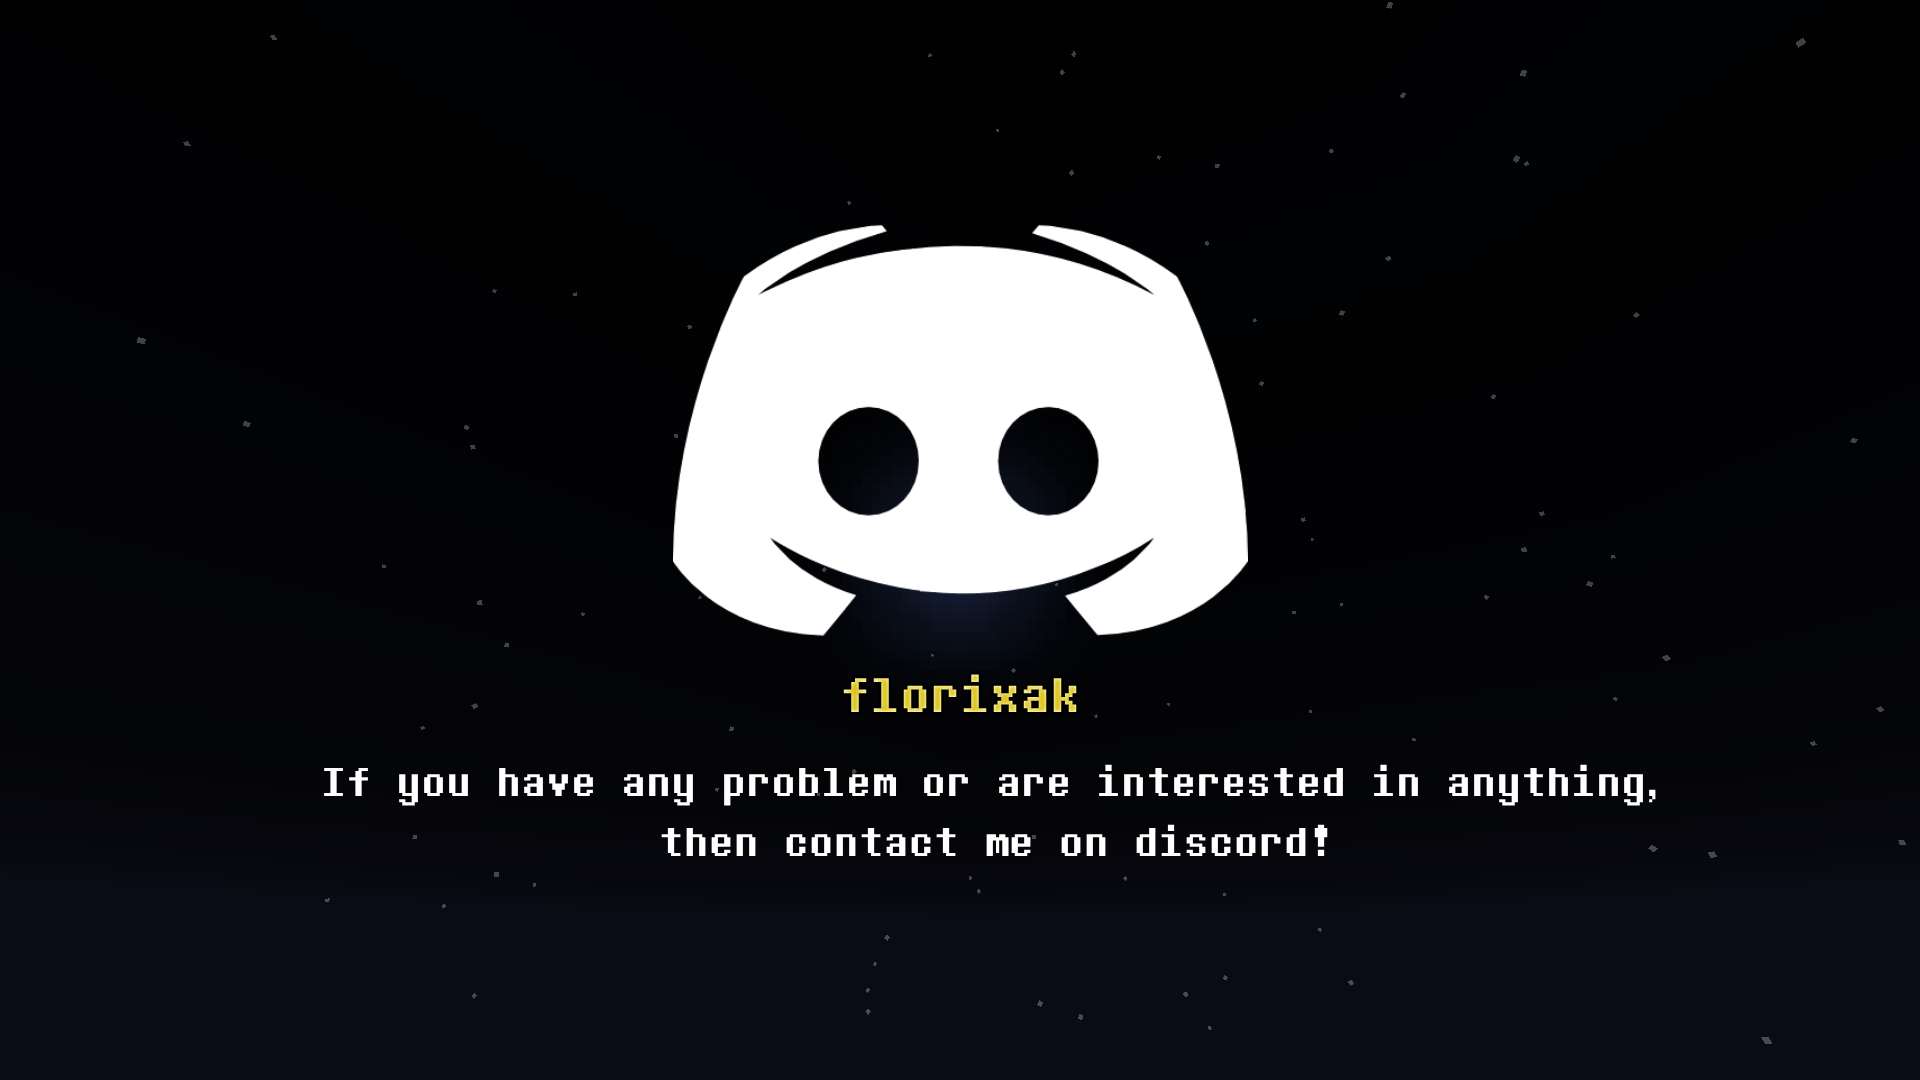 florixak
If you have any problem or are interested in anything,
then contact me on discord!